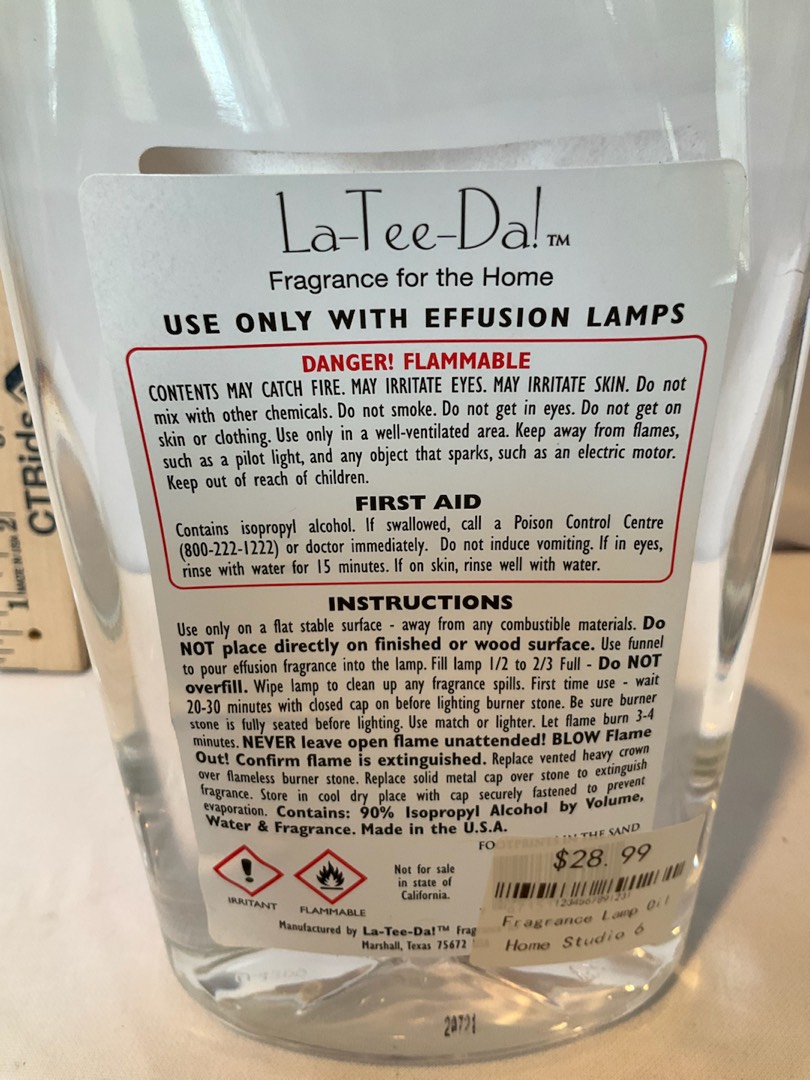 La-Tee-Da!™
Fragrance for the Home
USE ONLY WITH EFFUSION LAMPS
DANGER! FLAMMABLE
CONTENTS MAY CATCH FIRE. MAY IRRITATE EYES. MAY IRRITATE SKIN. Do not
mix with other chemicals. Do not smoke. Do not get in eyes. Do not get on
skin or clothing. Use only in a well-ventilated area. Keep away from flames,
such as a pilot light, and any object that sparks, such as an electric motor.
Keep out of reach of children.
FIRST AID
Contains isopropyl alcohol. If swallowed, call a Poison Control Centre
(800-222-1222) or doctor immediately. Do not induce vomiting. If in eyes,
rinse with water for 15 minutes. If on skin, rinse well with water.
INSTRUCTIONS
Use only on a flat stable surface - away from any combustible materials. Do
NOT place directly on finished or wood surface. Use funnel
to pour effusion fragrance into the lamp. Fill lamp 1/2 to 2/3 Full - Do NOT
overfill. Wipe lamp to clean up any fragrance spills. First time use - wait
20-30 minutes with closed cap on before lighting burner stone. Be sure burner
stone is fully seated before lighting. Use match or lighter. Let flame burn 3-4
minutes. NEVER leave open flame unattended! BLOW Flame
Out! Confirm flame is extinguished. Replace vented heavy crown
over flameless burner stone. Replace solid metal cap over stone to extinguish
fragrance. Store in cool dry place with cap securely fastened to prevent
evaporation. Contains: 90% Isopropyl Alcohol by Volume,
Water & Fragrance. Made in the U.S.A.
THE SAND
$28.99
Fragrance Lamp Oil
Home Studio 6
IRRITANT
FLAMMABLE
Not for sale
in state of
California.
Manufactured by La-Tee-Da!™ Frag
Marshall, Texas 75672
20721
CTBids
1
2
MADE IN USA